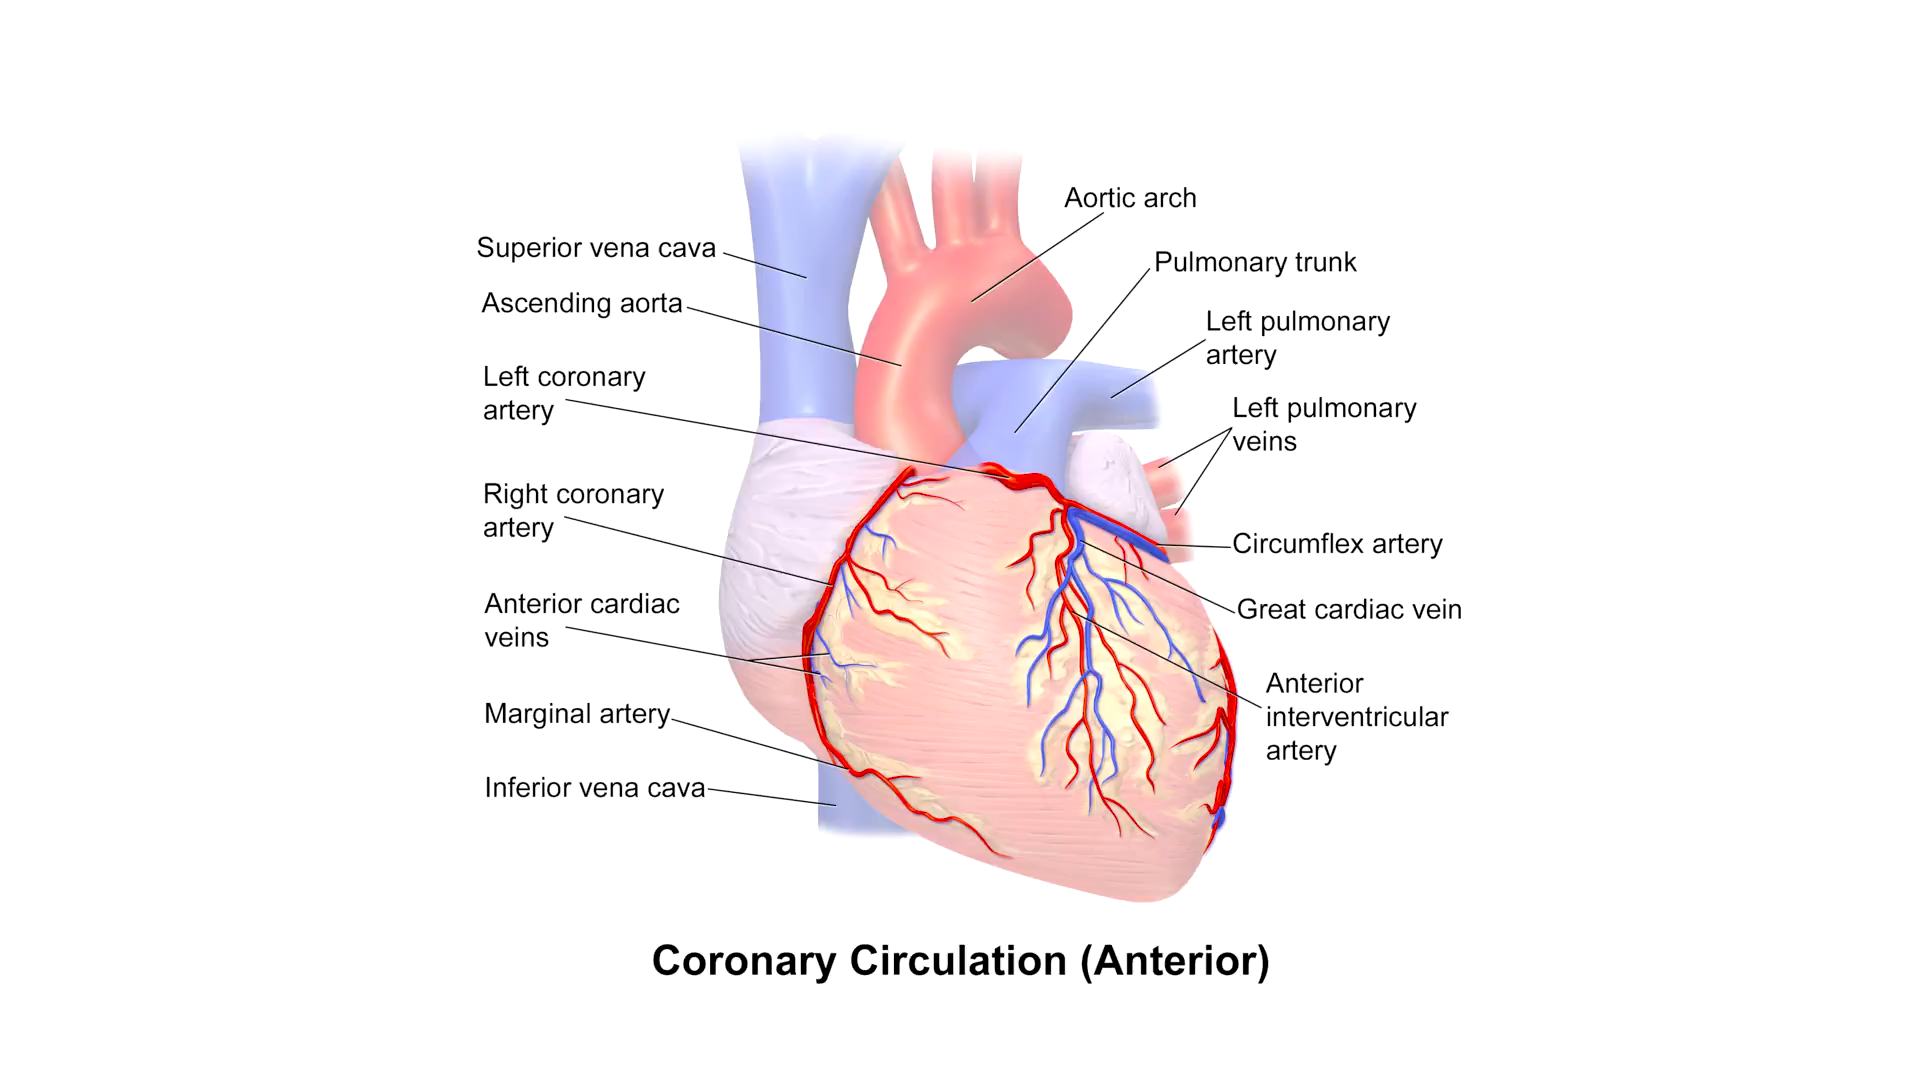 Aortic arch
Superior vena cava
Pulmonary trunk
Ascending aorta
Left pulmonary
artery
Left coronary
artery
Left pulmonary
veins
Right coronary
artery
Circumflex artery
Anterior cardiac
veins
Great cardiac vein
Anterior
interventricular
artery
Marginal artery
Inferior vena cava
Coronary Circulation (Anterior)